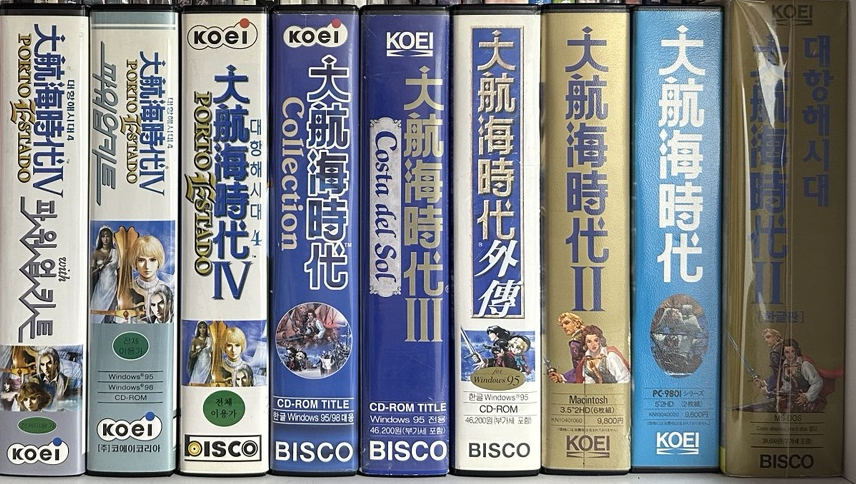 大航海時代IV
PORTO ESTADO
대항해시대4
with
파워업키트
koei
大航海時代IV
PORTO ESTADO
대항해시대4
파워업키트
전체
이용가
Windows 95
Windows 98
CD-ROM
koei
[주]코에이코리아
koei
大航海時代IV
PORTO ESTADO
대항해시대 4
전체
이용가
bISCO
koei
大航海時代
Collection
CD-ROM TITLE
한글 Windows 95/98 대응
BISCO
KOEI
大航海時代III
Costa del Sol
CD-ROM TITLE
Windows 95 전용
46,200원(부가세 포함)
BISCO
大航海時代外傳
for
Windows 95
한글 Windows 95
CD-ROM
46,200원(부가세 포함)
BISCO
大航海時代II
Macintosh
3.5"2HD(6枚組)
9,800円
KOEI
大航海時代
PC-9801シリーズ
5"2HD (2枚組)
9,800円
KOEI
KOEI
大航海時代II
대항해시대
한글판
MS-DOS
BISCO